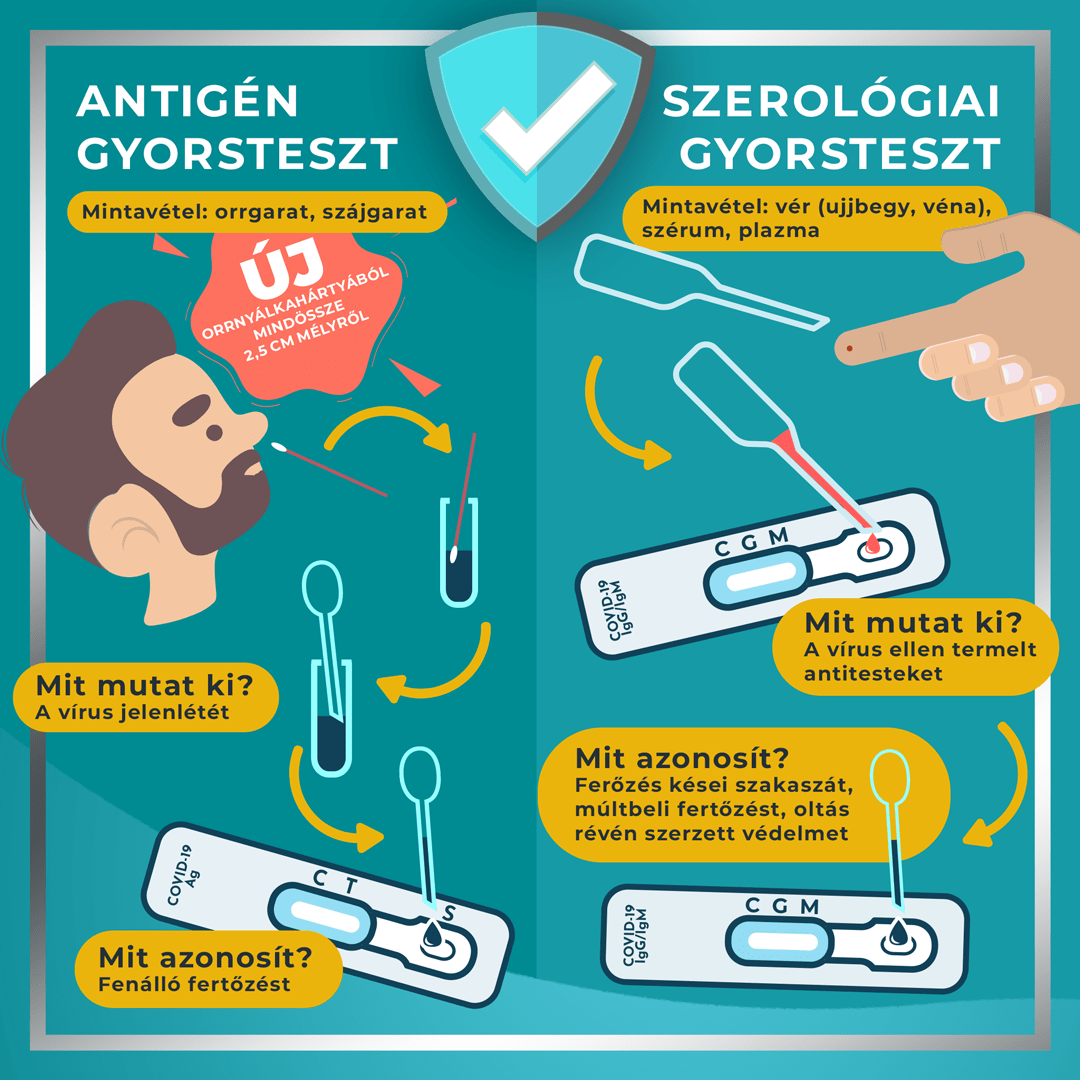 ANTIGÉN
GYORSTESZT
Mintavétel: orrgarat, szájgarat
ÚJ
ORRNYÁLKAHÁRTYÁBÓL
MINDÖSSZE
2,5 CM MÉLYRŐL
Mit mutat ki?
A vírus jelenlétét
COVID-19
Ag
C T
S
Mit azonosít?
Fenálló fertőzést
SZEROLÓGIAI
GYORSTESZT
Mintavétel: vér (ujjbegy, véna),
szérum, plazma
C G M
COVID-19
IgG/IgM
Mit mutat ki?
A vírus ellen termelt
antitesteket
Mit azonosít?
Ferőzés kései szakaszát,
múltbeli fertőzést, oltás
révén szerzett védelmet
C G M
COVID-19
IgG/IgM